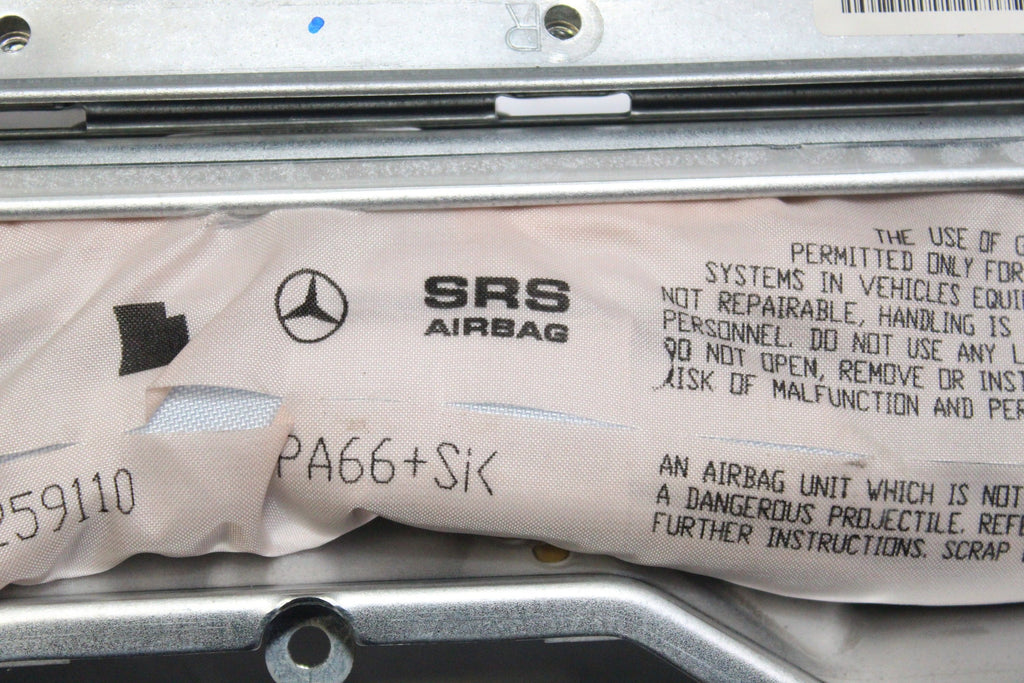 SRS
AIRBAG
THE USE OF
PERMITTED ONLY FOR
SYSTEMS IN VEHICLES
NOT REPAIRABLE, HANDLING IS
PERSONNEL. DO NOT USE ANY
DO NOT OPEN, REMOVE OR
RISK OF MALFUNCTION AND
PA66+Si<
259110
AN AIRBAG UNIT WHICH IS NOT
A DANGEROUS PROJECTILE.
FURTHER INSTRUCTIONS. SCRAP